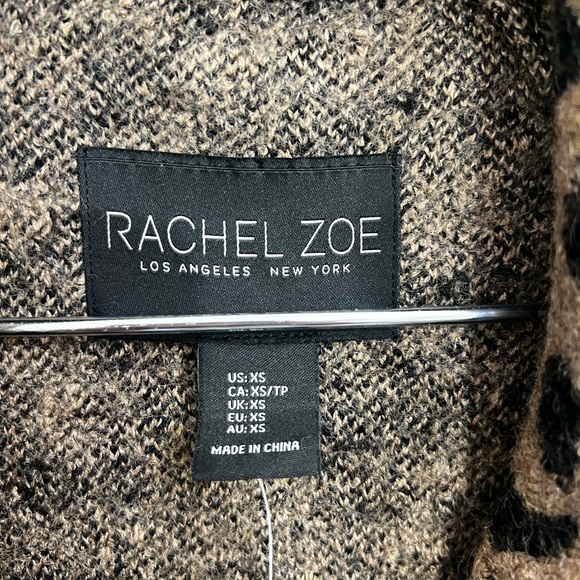 RACHEL ZOE
LOS ANGELES NEW YORK
US: XS
CA: XS/TP
UK: XS
EU: XS
AU: XS
MADE IN CHINA